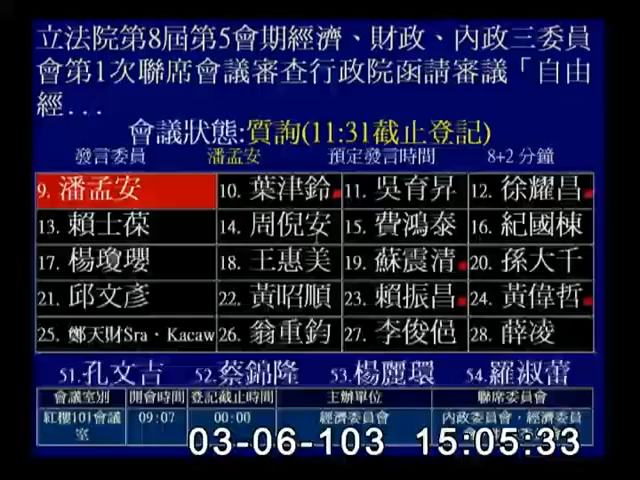 立法院第8屆第5會期經濟、財政、內政三委員
會第1次聯席會議審查行政院函請審議「自由
經...
會議狀態:質詢(11:31截止登記)
發言委員 潘孟安 預定發言時間 8+2 分鐘
9. 潘孟安 10. 葉津鈴 11. 吳育昇 12. 徐耀昌
13. 賴士葆 14. 周倪安 15. 費鴻泰 16. 紀國棟
17. 楊瓊瓔 18. 王惠美 19. 蘇震清 20. 孫大千
21. 邱文彥 22. 黃昭順 23. 賴振昌 24. 黃偉哲
25. 鄭天財Sra．Kacaw 26. 翁重鈞 27. 李俊俋 28. 薛凌
51. 孔文吉 52. 蔡錦隆 53. 楊麗環 54. 羅淑蕾
會議室別 開會時間 登記截止時間 主辦單位 聯席委員會
紅樓101會議 09:07 00:00 經濟委員會 內政委員會，經濟委員
室
03-06-103 15:05:33